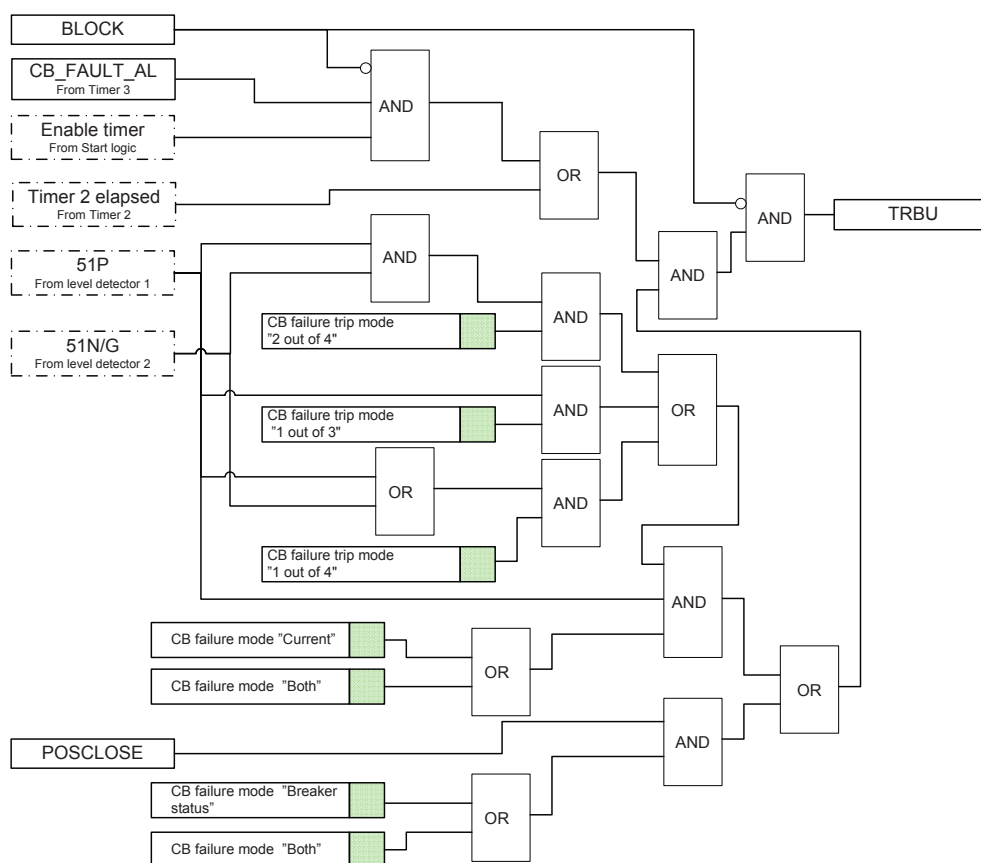 BLOCK
CB_FAULT_AL
From Timer 3
AND
Enable timer
From Start logic
OR
Timer 2 elapsed
From Timer 2
AND
TRBU
51P
From level detector 1
AND
AND
CB failure trip mode
"2 out of 4"
AND
51N/G
From level detector 2
CB failure trip mode
"1 out of 3"
AND
OR
OR
AND
CB failure trip mode
"1 out of 4"
AND
CB failure mode "Current"
OR
CB failure mode "Both"
OR
POSCLOSE
AND
CB failure mode "Breaker
status"
OR
CB failure mode "Both"